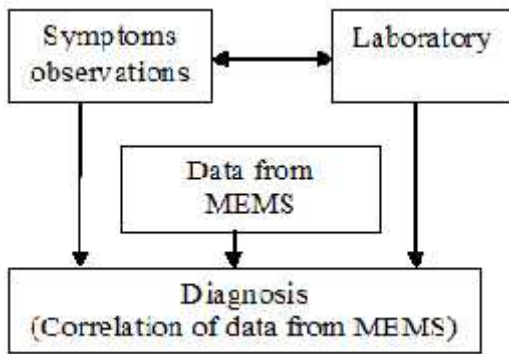 Symptoms
observations
Laboratory
Data from
MEMS
Diagnosis
(Correlation of data from MEMS)